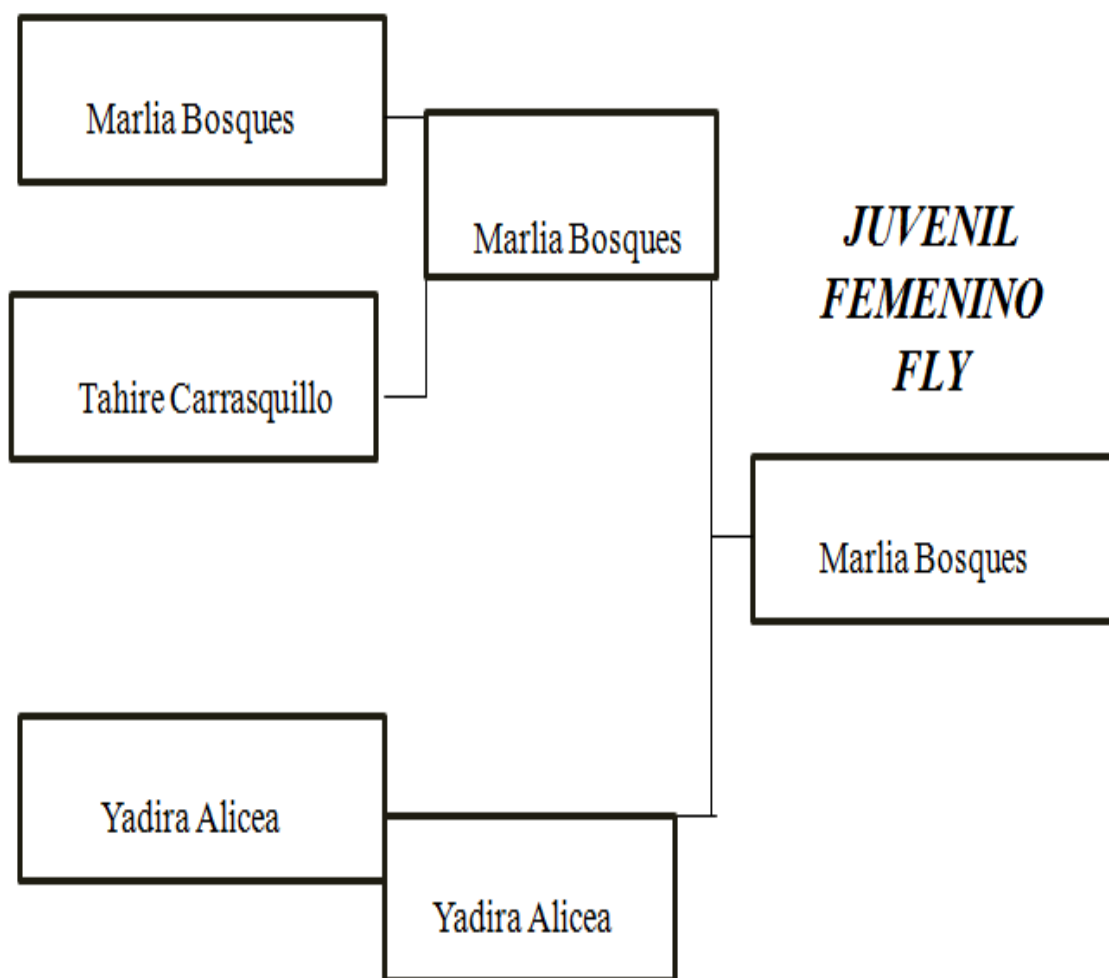 Marlia Bosques
Marlia Bosques
JUVENIL
FEMENINO
FLY
Tahire Carrasquillo
Marlia Bosques
Yadira Alicea
Yadira Alicea